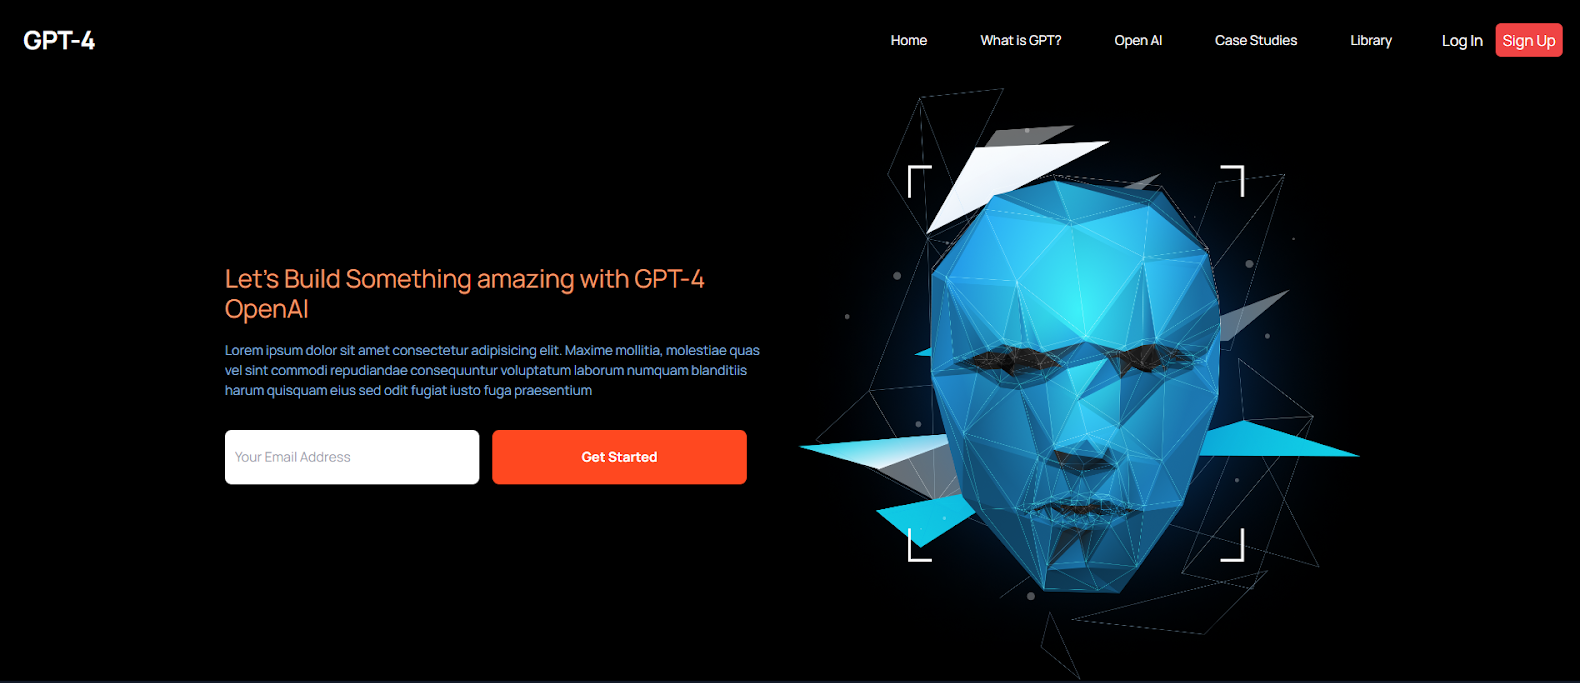 GPT-4
Home What is GPT? Open AI Case Studies Library Log In Sign Up
Let's Build Something amazing with GPT-4
OpenAI
Lorem ipsum dolor sit amet consectetur adipisicing elit. Maxime mollitia, molestiae quas
vel sint commodi repudiandae consequuntur voluptatum laborum numquam blanditiis
harum quisquam eius sed odit fugiat iusto fuga praesentium
Your Email Address Get Started